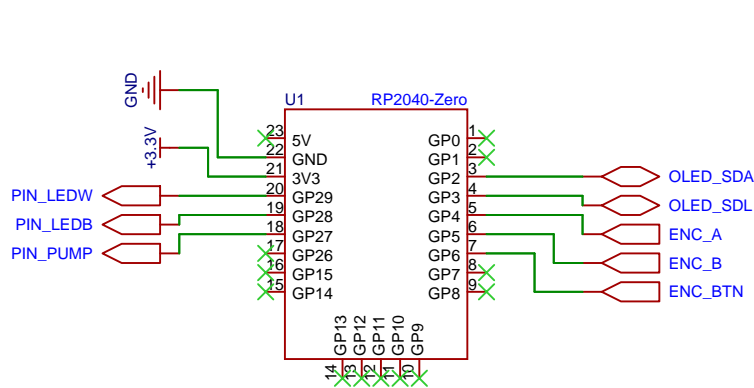 GND
+3.3V
U1 RP2040-Zero
23 5V GP0 1
22 GND GP1 2
21 3V3 GP2 3 OLED_SDA
PIN_LEDW 20 GP29 GP3 4 OLED_SDL
PIN_LEDB 19 GP28 GP4 5 ENC_A
PIN_PUMP 18 GP27 GP5 6 ENC_B
17 GP26 GP6 7 ENC_BTN
16 GP15 GP7 8
15 GP14 GP8 9
14 GP13
13 GP12
12 GP11
11 GP10
10 GP9